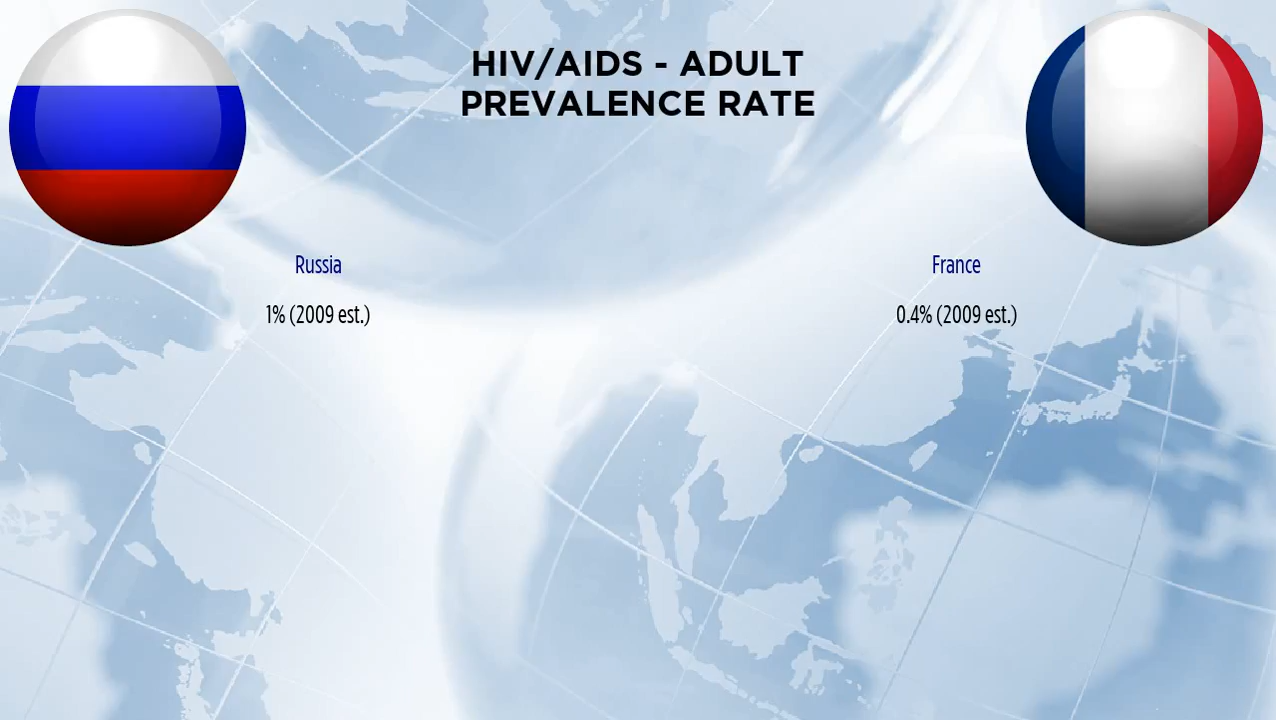 HIV/AIDS - ADULT
PREVALENCE RATE
Russia
France
1% (2009 est.)
0.4% (2009 est.)